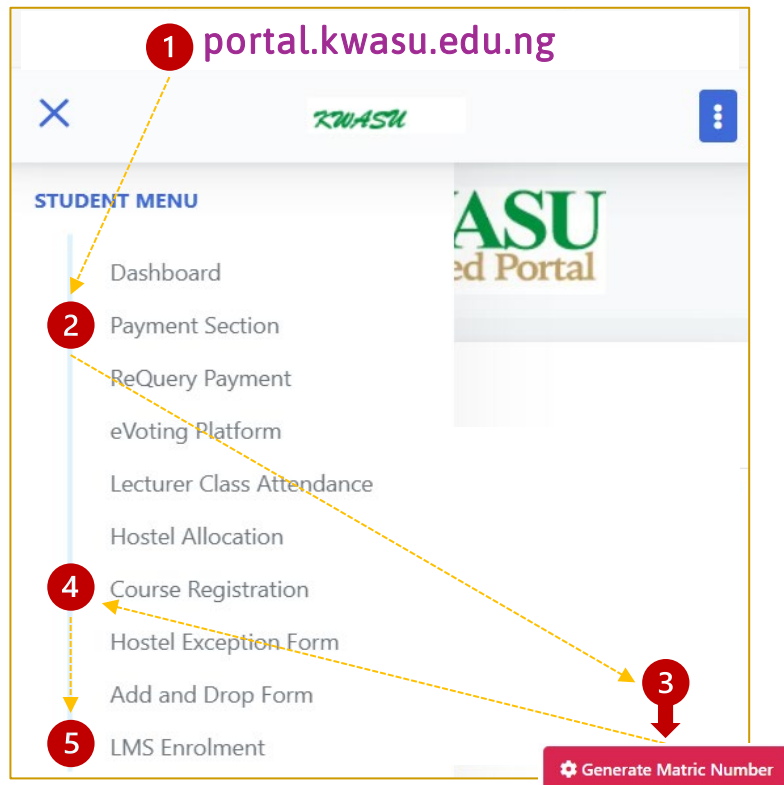 1 portal.kwasu.edu.ng
KWASU
STUDENT MENU
ASU
ed Portal
Dashboard
2 Payment Section
ReQuery Payment
eVoting Platform
Lecturer Class Attendance
Hostel Allocation
4 Course Registration
Hostel Exception Form
3
Add and Drop Form
5 LMS Enrolment
Generate Matric Number